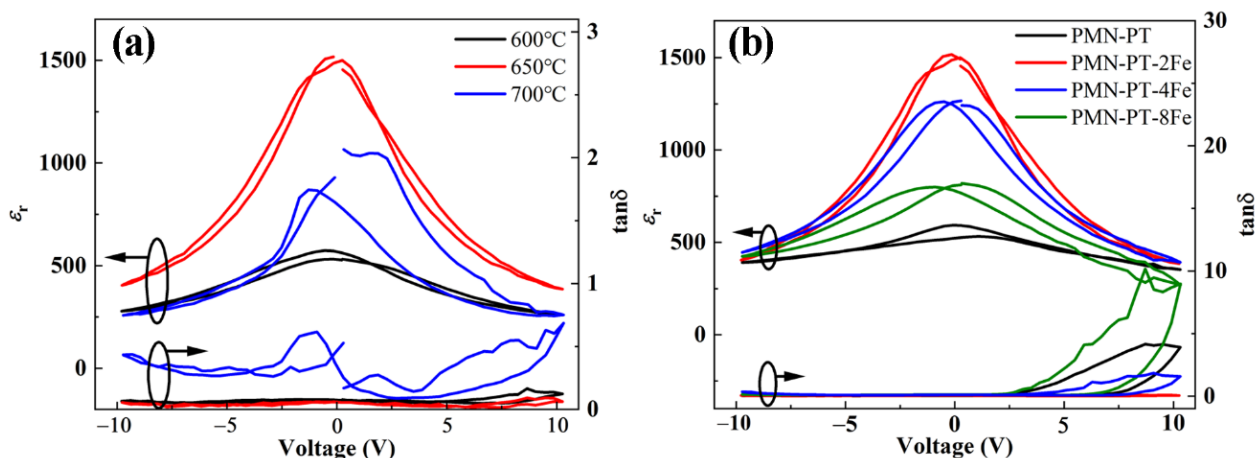 (a)
600℃
650℃
700℃
1500
1000
500
0
εr
3
2
1
0
tanδ
−10
−5
0
5
10
Voltage (V)
(b)
PMN-PT
PMN-PT-2Fe
PMN-PT-4Fe
PMN-PT-8Fe
1500
1000
500
0
εr
30
20
10
0
tanδ
−10
−5
0
5
10
Voltage (V)